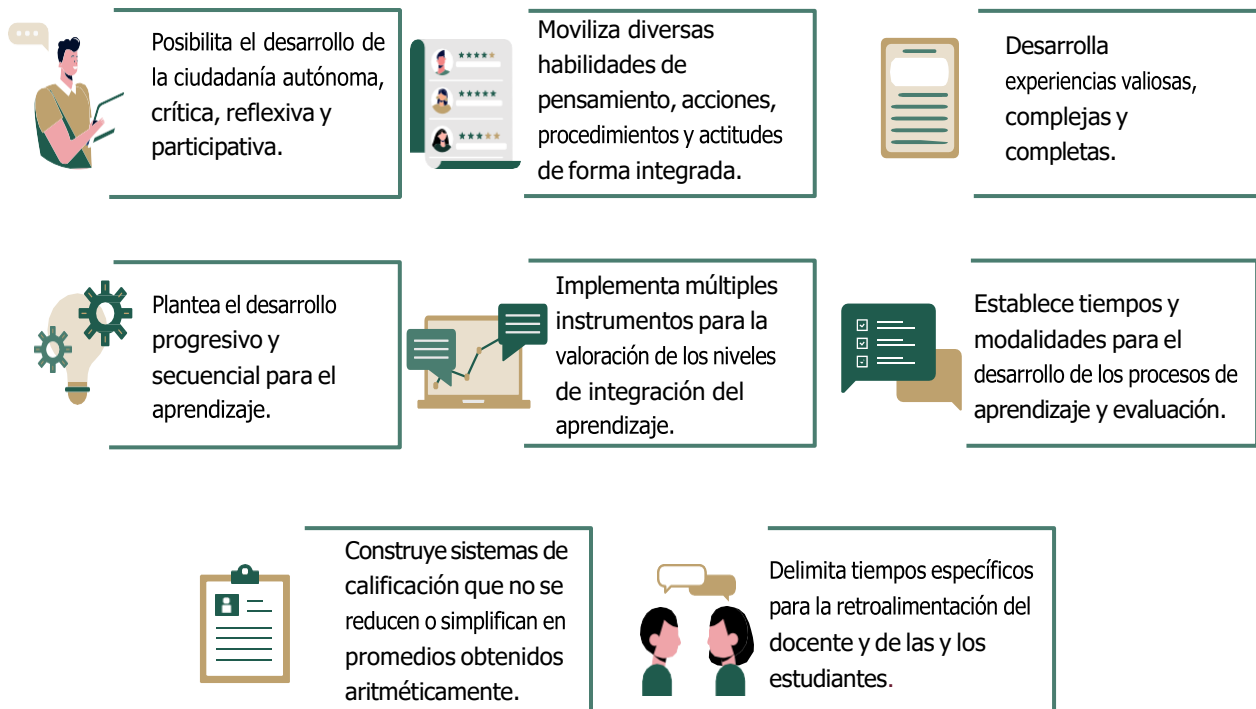 Posibilita el desarrollo de
la ciudadanía autónoma,
crítica, reflexiva y
participativa.
Moviliza diversas
habilidades de
pensamiento, acciones,
procedimientos y actitudes
de forma integrada.
Desarrolla
experiencias valiosas,
complejas y
completas.
Plantea el desarrollo
progresivo y
secuencial para el
aprendizaje.
Implementa múltiples
instrumentos para la
valoración de los niveles
de integración del
aprendizaje.
Establece tiempos y
modalidades para el
desarrollo de los procesos de
aprendizaje y evaluación.
Construye sistemas de
calificación que no se
reducen o simplifican en
promedios obtenidos
aritméticamente.
Delimita tiempos específicos
para la retroalimentación del
docente y de las y los
estudiantes.